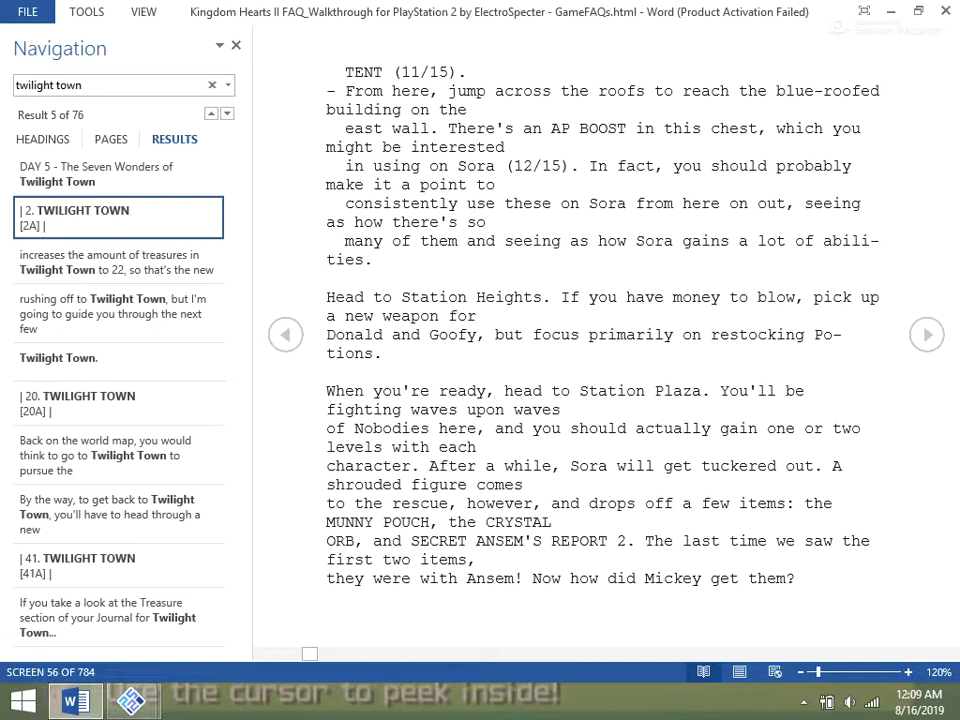 FILE TOOLS VIEW Kingdom Hearts II FAQ_Walkthrough for PlayStation 2 by ElectroSpecter - GameFAQs.html - Word (Product Activation Failed)
Navigation
twilight town
Result 5 of 76
HEADINGS PAGES RESULTS
DAY 5 - The Seven Wonders of
Twilight Town
| 2. TWILIGHT TOWN
[2A] |
increases the amount of treasures in
Twilight Town to 22, so that's the new
rushing off to Twilight Town, but I'm
going to guide you through the next
few
Twilight Town.
| 20. TWILIGHT TOWN
[20A] |
Back on the world map, you would
think to go to Twilight Town to
pursue the
By the way, to get back to Twilight
Town, you'll have to head through a
new
| 41. TWILIGHT TOWN
[41A] |
If you take a look at the Treasure
section of your Journal for Twilight
Town...
TENT (11/15).
- From here, jump across the roofs to reach the blue-roofed
building on the
east wall. There's an AP BOOST in this chest, which you
might be interested
in using on Sora (12/15). In fact, you should probably
make it a point to
consistently use these on Sora from here on out, seeing
as how there's so
many of them and seeing as how Sora gains a lot of abili-
ties.
Head to Station Heights. If you have money to blow, pick up
a new weapon for
Donald and Goofy, but focus primarily on restocking Po-
tions.
When you're ready, head to Station Plaza. You'll be
fighting waves upon waves
of Nobodies here, and you should actually gain one or two
levels with each
character. After a while, Sora will get tuckered out. A
shrouded figure comes
to the rescue, however, and drops off a few items: the
MUNNY POUCH, the CRYSTAL
ORB, and SECRET ANSEM'S REPORT 2. The last time we saw the
first two items,
they were with Ansem! Now how did Mickey get them?
SCREEN 56 OF 784 120%
the cursor to peek inside!
12:09 AM
8/16/2019